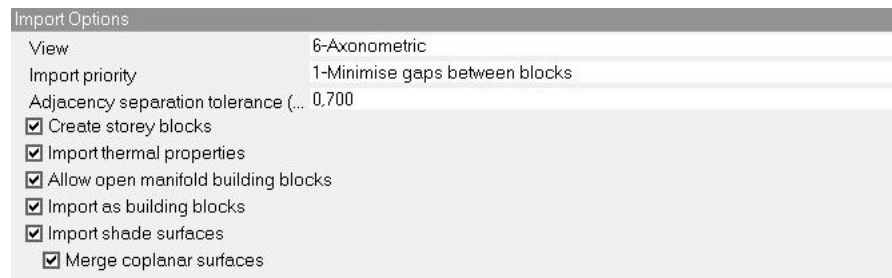 Import Options
View 6-Axonometric
Import priority 1-Minimise gaps between blocks
Adjacency separation tolerance (... 0,700
Create storey blocks
Import thermal properties
Allow open manifold building blocks
Import as building blocks
Import shade surfaces
Merge coplanar surfaces